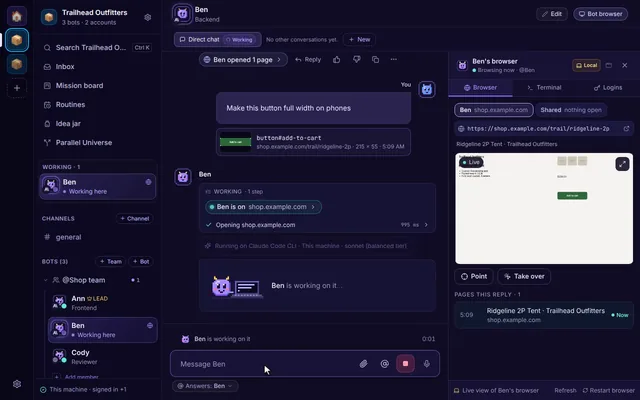 Trailhead Outfitters
3 bots · 2 accounts
Search Trailhead O...
Ctrl K
Inbox
Mission board
Routines
Idea jar
Parallel Universe
WORKING · 1
Ben
Working here
CHANNELS
+ Channel
# general
BOTS (3)
+ Team
+ Bot
@Shop team
1
Ann
LEAD
Frontend
Ben
Working here
Cody
Reviewer
+ Add member
This machine · signed in +1
Ben
Backend
Edit
Bot browser
Direct chat
Working
No other conversations yet.
+ New
Ben opened 1 page
Reply
You
Make this button full width on phones
button#add-to-cart
shop.example.com/trail/ridgeline-2p · 215 × 55 · 5:09 AM
Ben
WORKING · 1 step
Ben is on shop.example.com
Opening shop.example.com
995 ms
Running on Claude Code CLI · This machine · sonnet (balanced tier)
Ben is working on it
Ben is working on it
0:01
Message Ben
@ Answers: Ben
Ben's browser
Browsing now · @Ben
Local
Browser
Terminal
Logins
Ben shop.example.com
Shared nothing open
https://shop.example.com/trail/ridgeline-2p
Ridgeline 2P Tent · Trailhead Outfitters
Live
Point
Take over
PAGES THIS REPLY · 1
5:09
Ridgeline 2P Tent · Trailhead Outfitters
shop.example.com
Now
Live view of Ben's browser
Refresh
Restart browser